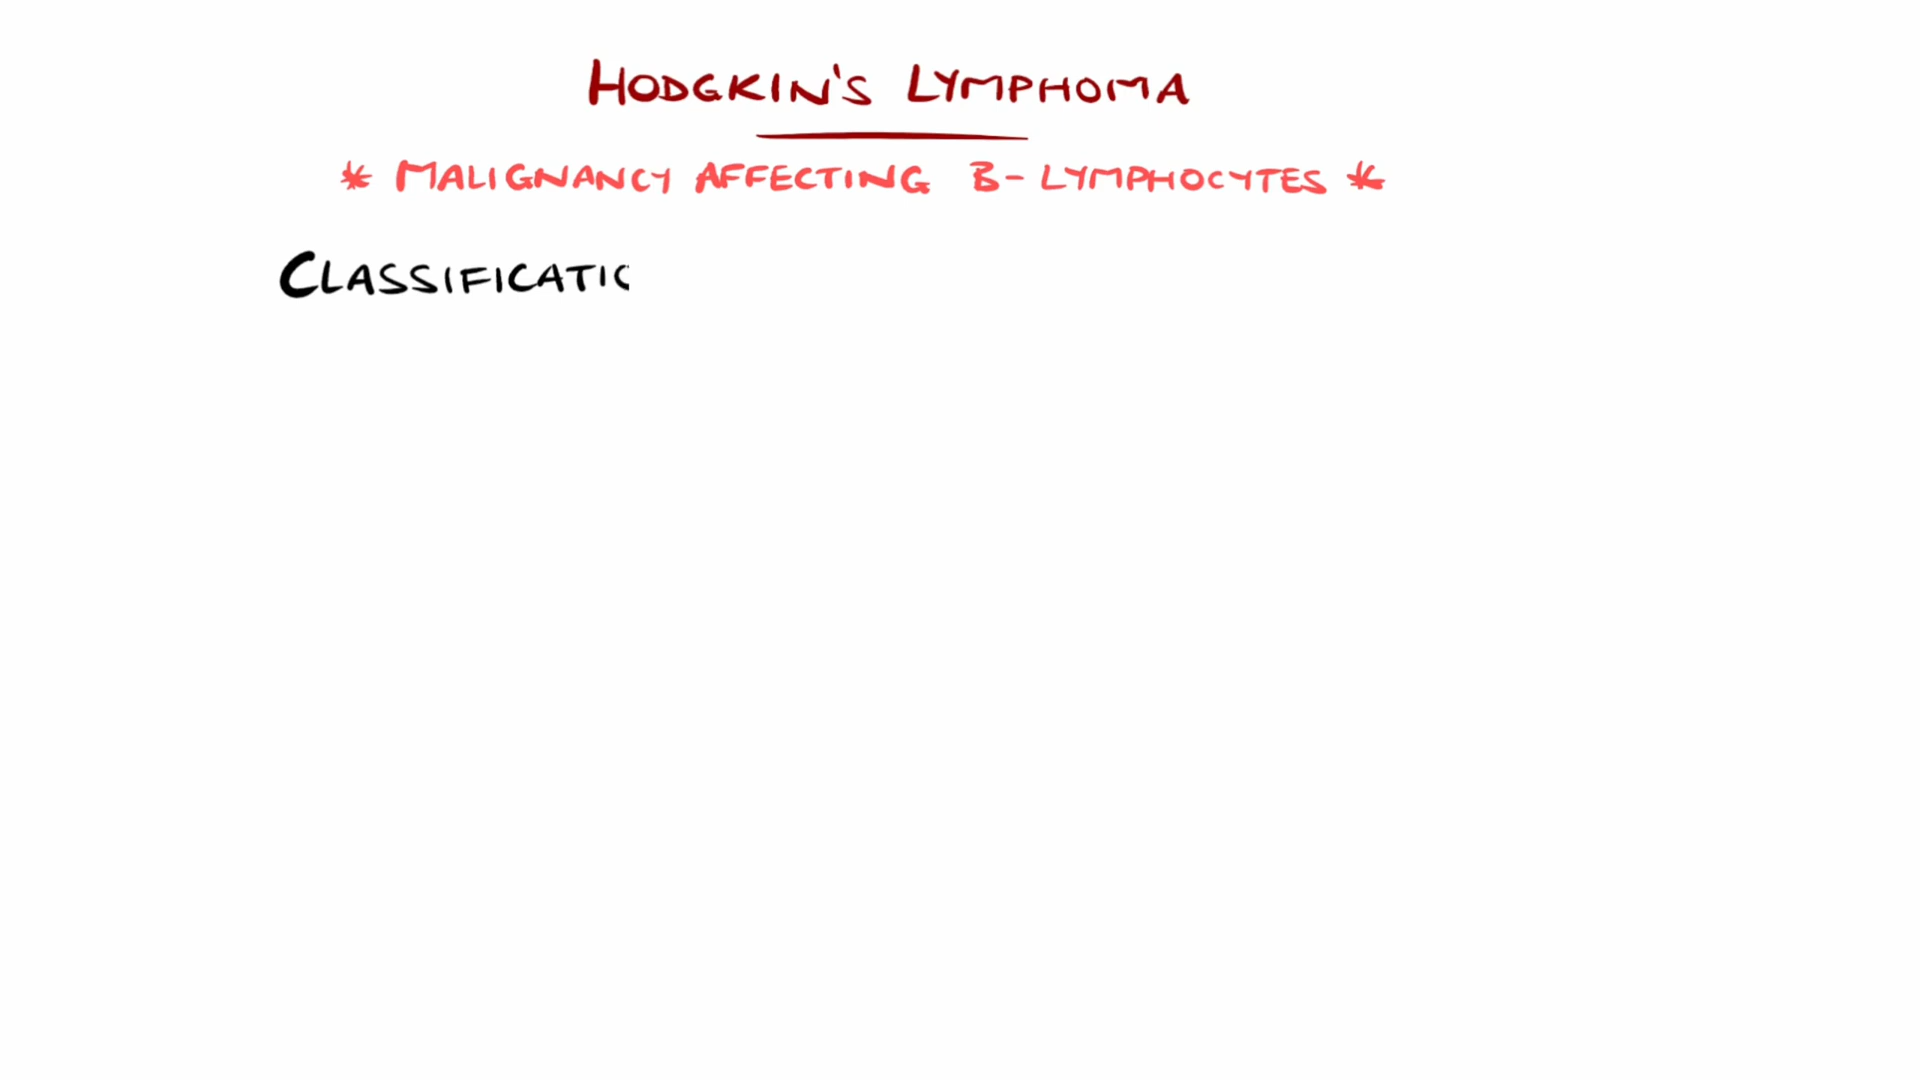 HODGKIN'S LYMPHOMA
* MALIGNANCY AFFECTING B-LYMPHOCYTES *
CLASSIFICATIC